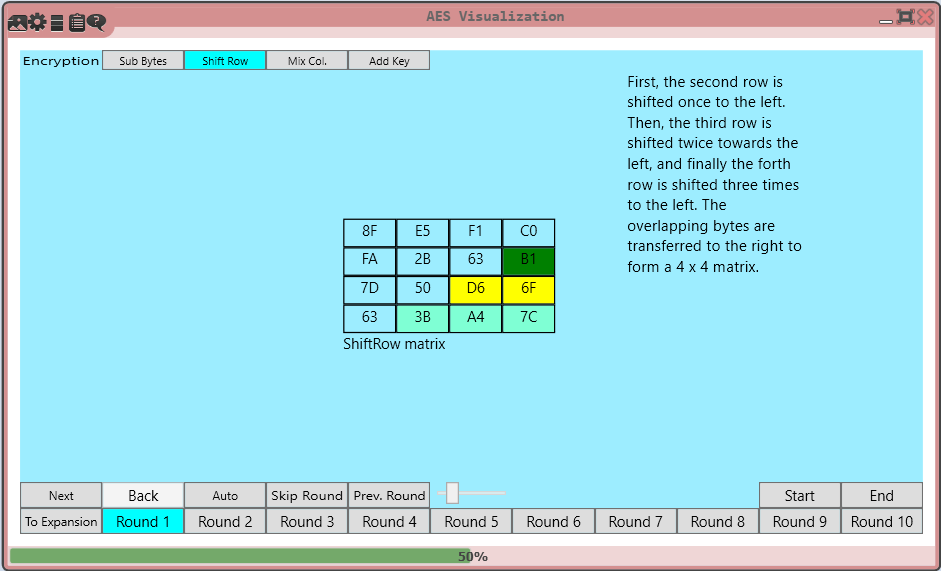 AES Visualization
Encryption Sub Bytes Shift Row Mix Col. Add Key
First, the second row is
shifted once to the left.
Then, the third row is
shifted twice towards the
left, and finally the forth
row is shifted three times
to the left. The
overlapping bytes are
transferred to the right to
form a 4 x 4 matrix.
8F E5 F1 C0
FA 2B 63 B1
7D 50 D6 6F
63 3B A4 7C
ShiftRow matrix
Next Back Auto Skip Round Prev. Round Start End
To Expansion Round 1 Round 2 Round 3 Round 4 Round 5 Round 6 Round 7 Round 8 Round 9 Round 10
50%